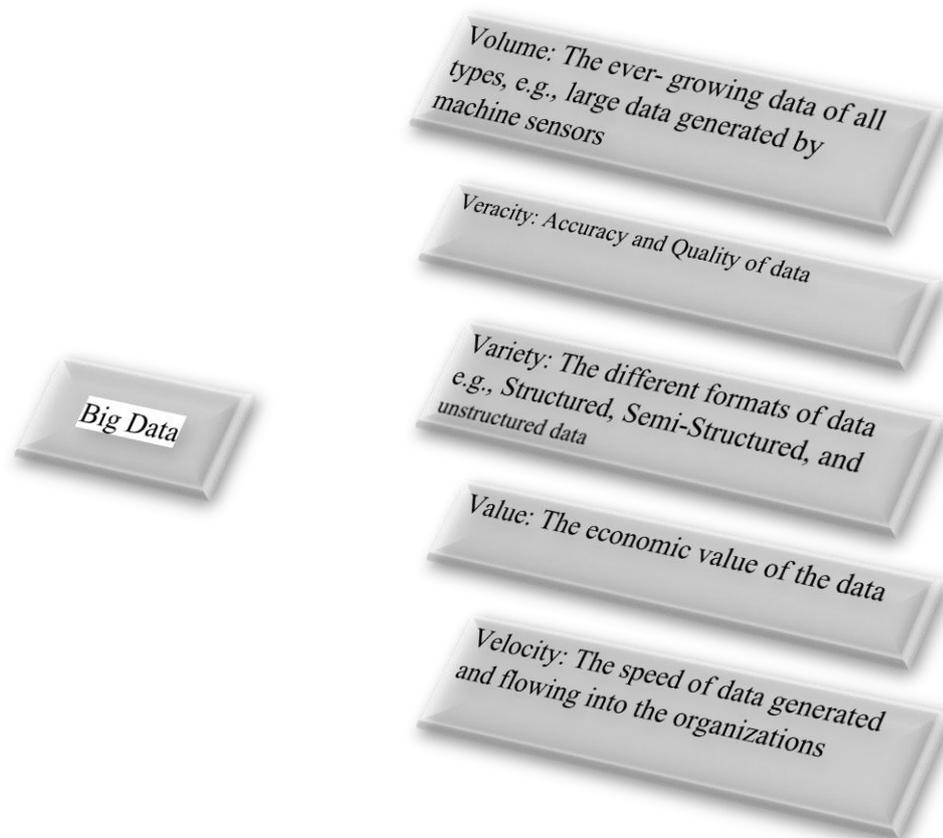 Volume: The ever- growing data of all
types, e.g., large data generated by
machine sensors
Veracity: Accuracy and Quality of data
Big Data
Variety: The different formats of data
e.g., Structured, Semi-Structured, and
unstructured data
Value: The economic value of the data
Velocity: The speed of data generated
and flowing into the organizations